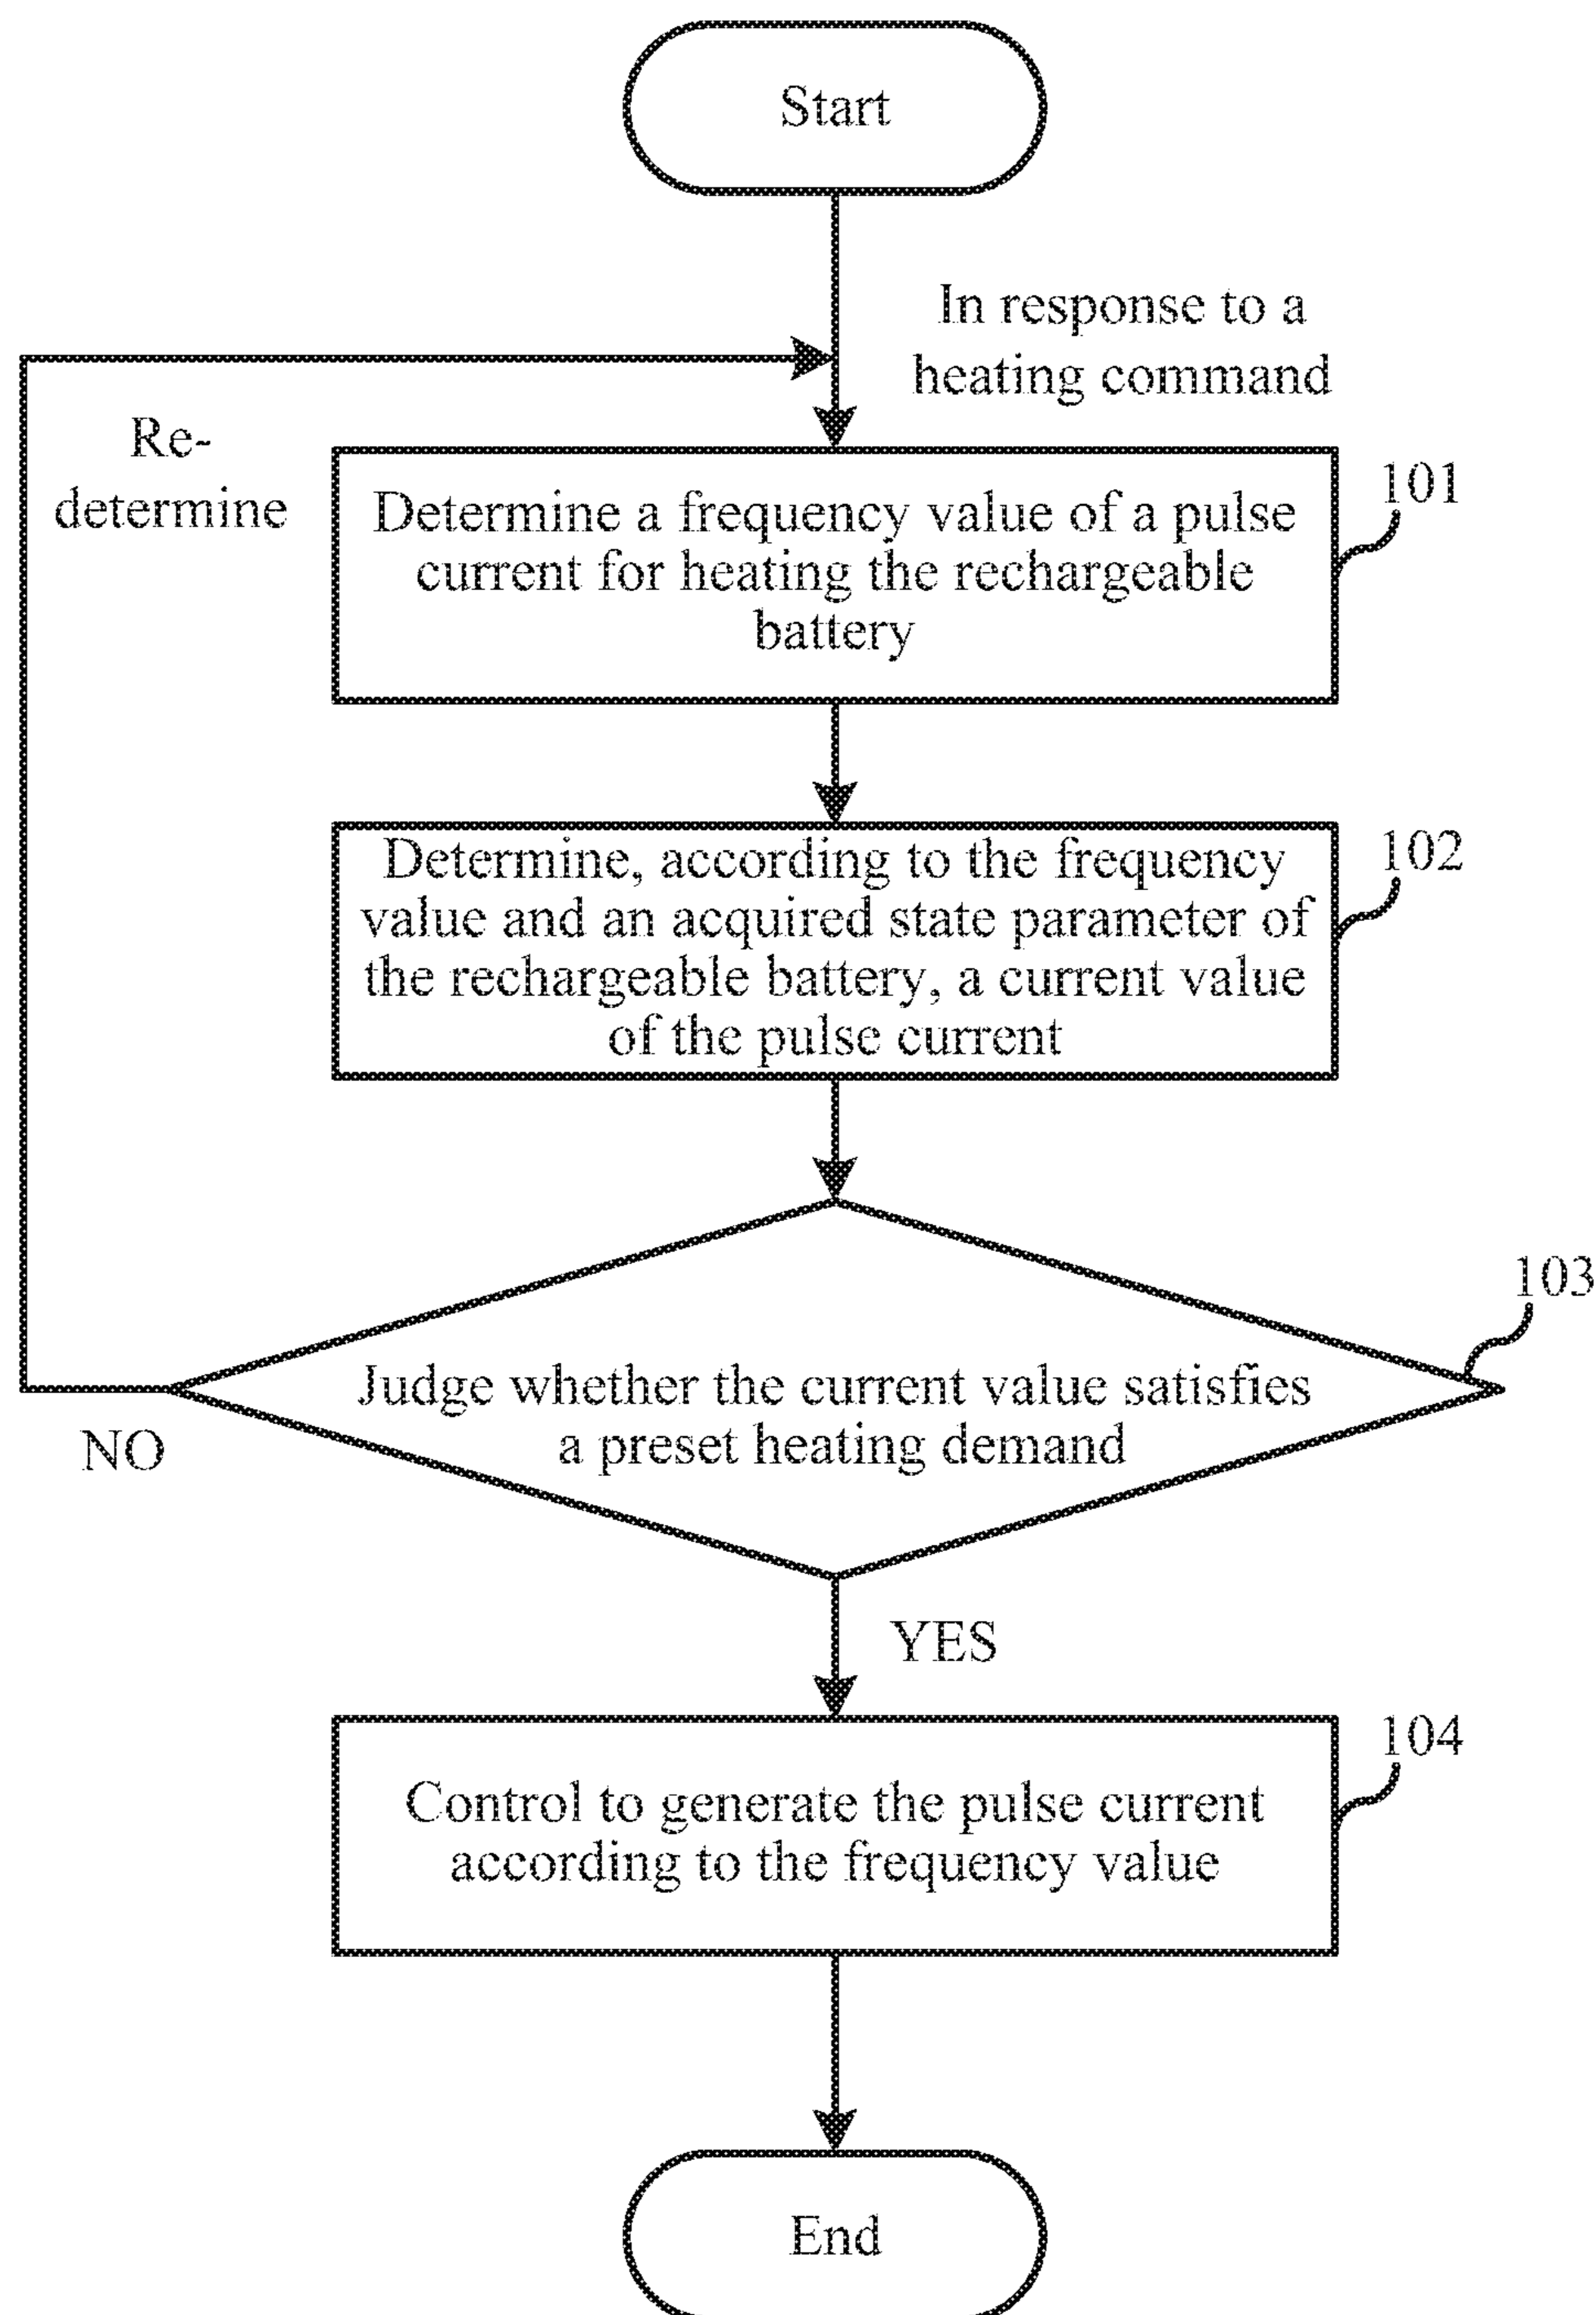 Start
In response to a
heating command
Re-
determine
Determine a frequency value of a pulse
current for heating the rechargeable
battery
101
Determine, according to the frequency
value and an acquired state parameter of
the rechargeable battery, a current value
of the pulse current
102
Judge whether the current value satisfies
a preset heating demand
103
NO
YES
Control to generate the pulse current
according to the frequency value
104
End